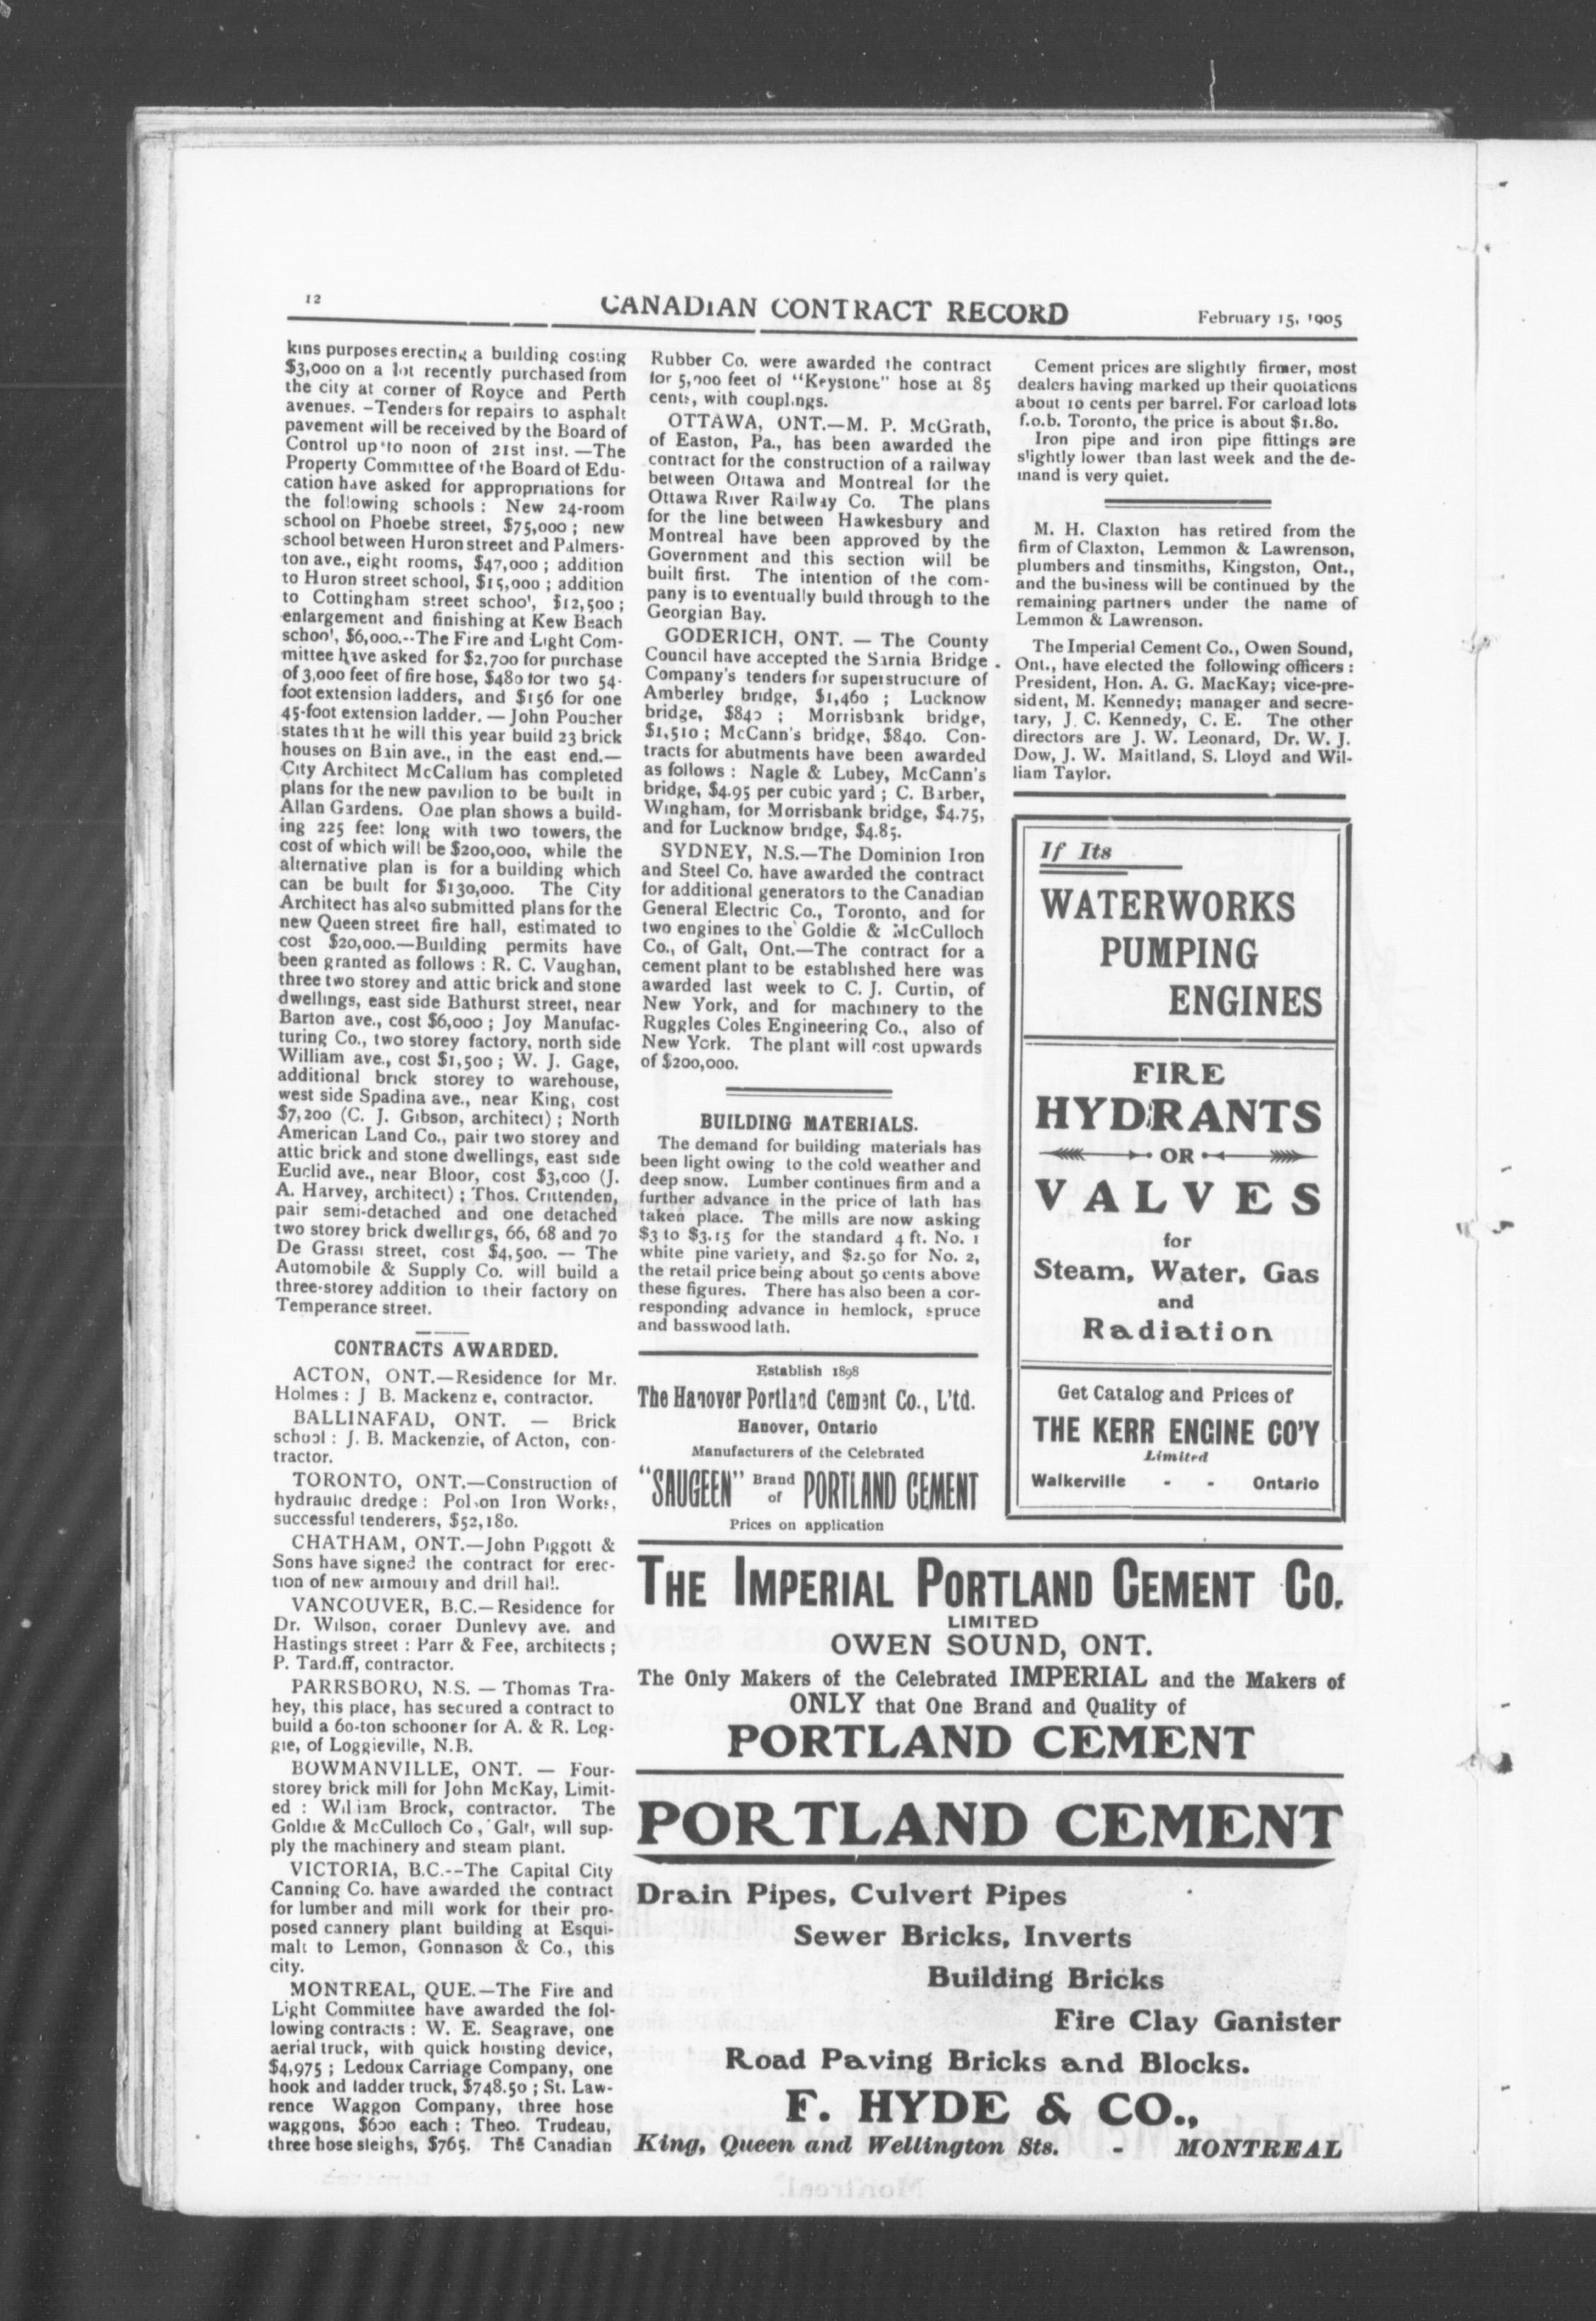 12
CANADIAN CONTRACT RECORD
February 15, 1905
kins purposes erecting a building costing
$3,000 on a lot recently purchased from
the city at corner of Royce and Perth
avenues. —Tenders for repairs to asphalt
pavement will be received by the Board of
Control up to noon of 21st inst. —The
Property Committee of the Board of Edu-
cation have asked for appropriations for
the following schools : New 24-room
school on Phoebe street, $75,000 ; new
school between Huron street and Palmers-
ton ave., eight rooms, $47,000 ; addition
to Huron street school, $15,000 ; addition
to Cottingham street school, $12,500 ;
enlargement and finishing at Kew Beach
school, $6,000.--The Fire and Light Com-
mittee have asked for $2,700 for purchase
of 3,000 feet of fire hose, $480 for two 54-
foot extension ladders, and $156 for one
45-foot extension ladder. — John Poucher
states that he will this year build 23 brick
houses on Bain ave., in the east end.—
City Architect McCallum has completed
plans for the new pavilion to be built in
Allan Gardens. One plan shows a build-
ing 225 feet long with two towers, the
cost of which will be $200,000, while the
alternative plan is for a building which
can be built for $130,000. The City
Architect has also submitted plans for the
new Queen street fire hall, estimated to
cost $20,000.—Building permits have
been granted as follows : R. C. Vaughan,
three two storey and attic brick and stone
dwellings, east side Bathurst street, near
Barton ave., cost $6,000 ; Joy Manufac-
turing Co., two storey factory, north side
William ave., cost $1,500 ; W. J. Gage,
additional brick storey to warehouse,
west side Spadina ave., near King, cost
$7,200 (C. J. Gibson, architect) ; North
American Land Co., pair two storey and
attic brick and stone dwellings, east side
Euclid ave., near Bloor, cost $3,000 (J.
A. Harvey, architect) ; Thos. Crittenden,
pair semi-detached and one detached
two storey brick dwellings, 66, 68 and 70
De Grassi street, cost $4,500. — The
Automobile & Supply Co. will build a
three-storey addition to their factory on
Temperance street.
CONTRACTS AWARDED.
ACTON, ONT.—Residence for Mr.
Holmes : J B. Mackenzie, contractor.
BALLINAFAD, ONT. — Brick
school : J. B. Mackenzie, of Acton, con-
tractor.
TORONTO, ONT.—Construction of
hydraulic dredge : Polson Iron Works,
successful tenderers, $52,180.
CHATHAM, ONT.—John Piggott &
Sons have signed the contract for erec-
tion of new armoury and drill hall.
VANCOUVER, B.C.—Residence for
Dr. Wilson, corner Dunlevy ave. and
Hastings street : Parr & Fee, architects ;
P. Tardiff, contractor.
PARRSBORO, N.S. — Thomas Tra-
hey, this place, has secured a contract to
build a 60-ton schooner for A. & R. Log-
gie, of Loggieville, N.B.
BOWMANVILLE, ONT. — Four-
storey brick mill for John McKay, Limit-
ed : William Brock, contractor. The
Goldie & McCulloch Co , Galt, will sup-
ply the machinery and steam plant.
VICTORIA, B.C.--The Capital City
Canning Co. have awarded the contract
for lumber and mill work for their pro-
posed cannery plant building at Esqui-
malt to Lemon, Gonnason & Co., this
city.
MONTREAL, QUE.—The Fire and
Light Committee have awarded the fol-
lowing contracts : W. E. Seagrave, one
aerial truck, with quick hoisting device,
$4,975 ; Ledoux Carriage Company, one
hook and ladder truck, $748.50 ; St. Law-
rence Waggon Company, three hose
waggons, $600 each ; Theo. Trudeau,
three hose sleighs, $765. The Canadian
Rubber Co. were awarded the contract
for 5,000 feet of "Keystone" hose at 85
cents, with couplings.
OTTAWA, ONT.—M. P. McGrath,
of Easton, Pa., has been awarded the
contract for the construction of a railway
between Ottawa and Montreal for the
Ottawa River Railway Co. The plans
for the line between Hawkesbury and
Montreal have been approved by the
Government and this section will be
built first. The intention of the com-
pany is to eventually build through to the
Georgian Bay.
GODERICH, ONT. — The County
Council have accepted the Sarnia Bridge
Company's tenders for superstructure of
Amberley bridge, $1,460 ; Lucknow
bridge, $840 ; Morrisbank bridge,
$1,510 ; McCann's bridge, $840. Con-
tracts for abutments have been awarded
as follows : Nagle & Lubey, McCann's
bridge, $4.95 per cubic yard ; C. Barber,
Wingham, for Morrisbank bridge, $4.75,
and for Lucknow bridge, $4.85.
SYDNEY, N.S.—The Dominion Iron
and Steel Co. have awarded the contract
for additional generators to the Canadian
General Electric Co., Toronto, and for
two engines to the Goldie & McCulloch
Co., of Galt, Ont.—The contract for a
cement plant to be established here was
awarded last week to C. J. Curtin, of
New York, and for machinery to the
Ruggles Coles Engineering Co., also of
New York. The plant will cost upwards
of $200,000.
BUILDING MATERIALS.
The demand for building materials has
been light owing to the cold weather and
deep snow. Lumber continues firm and a
further advance in the price of lath has
taken place. The mills are now asking
$3 to $3.15 for the standard 4 ft. No. 1
white pine variety, and $2.50 for No. 2,
the retail price being about 50 cents above
these figures. There has also been a cor-
responding advance in hemlock, spruce
and basswood lath.
Cement prices are slightly firmer, most
dealers having marked up their quotations
about 10 cents per barrel. For carload lots
f.o.b. Toronto, the price is about $1.80.
Iron pipe and iron pipe fittings are
slightly lower than last week and the de-
mand is very quiet.
M. H. Claxton has retired from the
firm of Claxton, Lemmon & Lawrenson,
plumbers and tinsmiths, Kingston, Ont.,
and the business will be continued by the
remaining partners under the name of
Lemmon & Lawrenson.
The Imperial Cement Co., Owen Sound,
Ont., have elected the following officers :
President, Hon. A. G. MacKay; vice-pre-
sident, M. Kennedy; manager and secre-
tary, J. C. Kennedy, C. E. The other
directors are J. W. Leonard, Dr. W. J.
Dow, J. W. Maitland, S. Lloyd and Wil-
liam Taylor.
If Its
WATERWORKS
PUMPING
ENGINES
FIRE
HYDRANTS
OR
VALVES
for
Steam, Water, Gas
and
Radiation
Get Catalog and Prices of
THE KERR ENGINE CO'Y
Limited
Walkerville - - Ontario
Establish 1898
The Hanover Portland Cement Co., L'td.
Hanover, Ontario
Manufacturers of the Celebrated
"SAUGEEN" Brand of PORTLAND CEMENT
Prices on application
THE IMPERIAL PORTLAND CEMENT CO.
LIMITED
OWEN SOUND, ONT.
The Only Makers of the Celebrated IMPERIAL and the Makers of
ONLY that One Brand and Quality of
PORTLAND CEMENT
PORTLAND CEMENT
Drain Pipes, Culvert Pipes
Sewer Bricks, Inverts
Building Bricks
Fire Clay Ganister
Road Paving Bricks and Blocks.
F. HYDE & CO.,
King, Queen and Wellington Sts. - MONTREAL